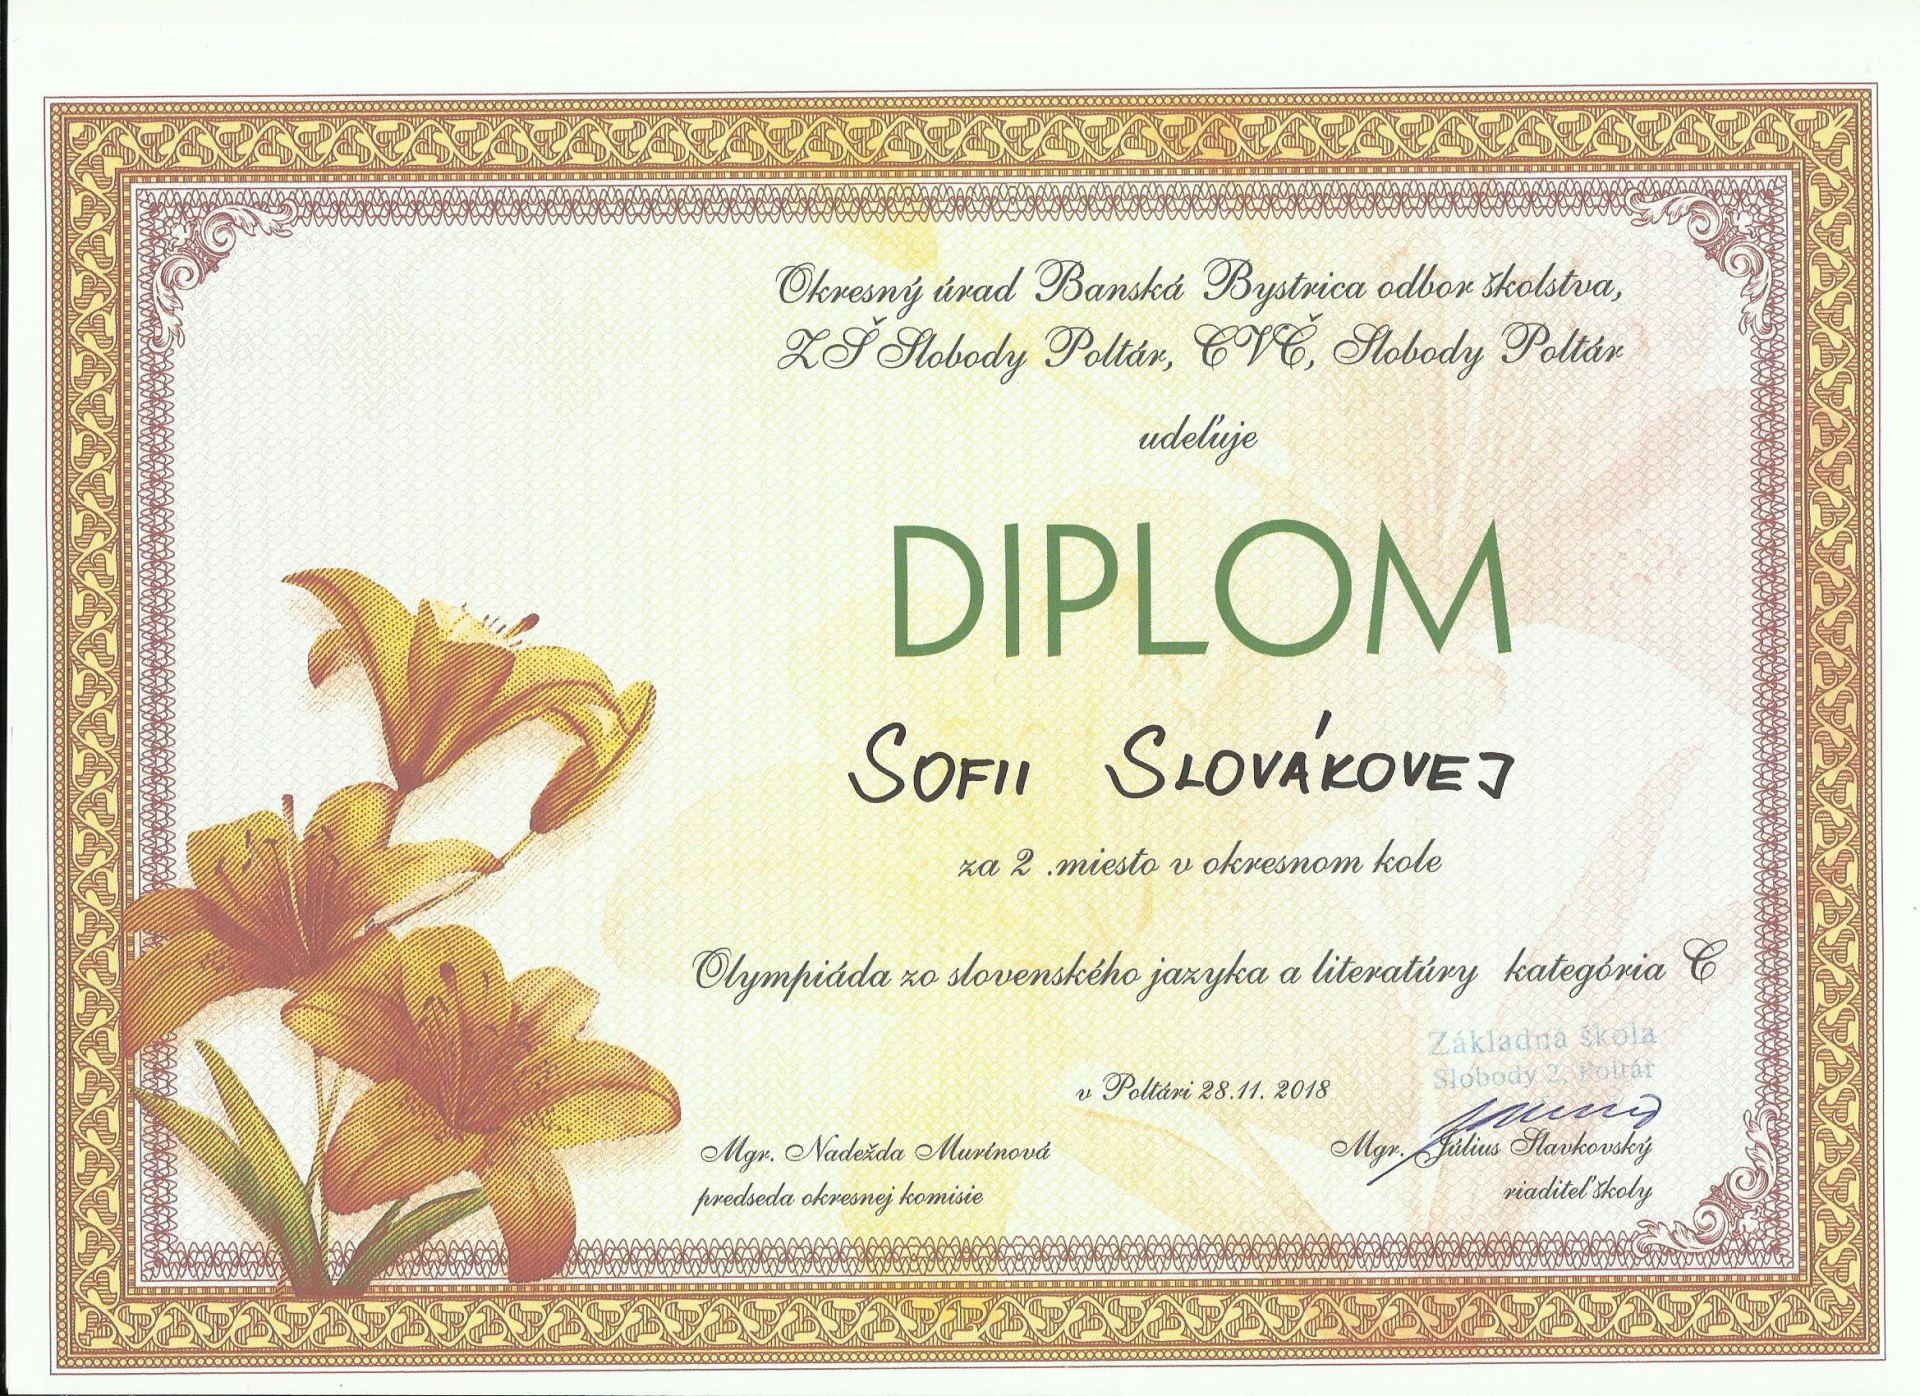 Okresný úrad Banská Bystrica odbor školstva,
ZŠ Slobody Poltár, CVČ, Slobody Poltár
udeľuje
DIPLOM
SOFII SLOVÁKOVEJ
za 2 .miesto v okresnom kole
Olympiáda zo slovenského jazyka a literatúry kategória C
Základná škola
Slobody 2, Poltár
v Poltári 28.11. 2018
Mgr. Nadežda Murínová
predseda okresnej komisie
Mgr. Július Slavkovský
riaditeľ školy